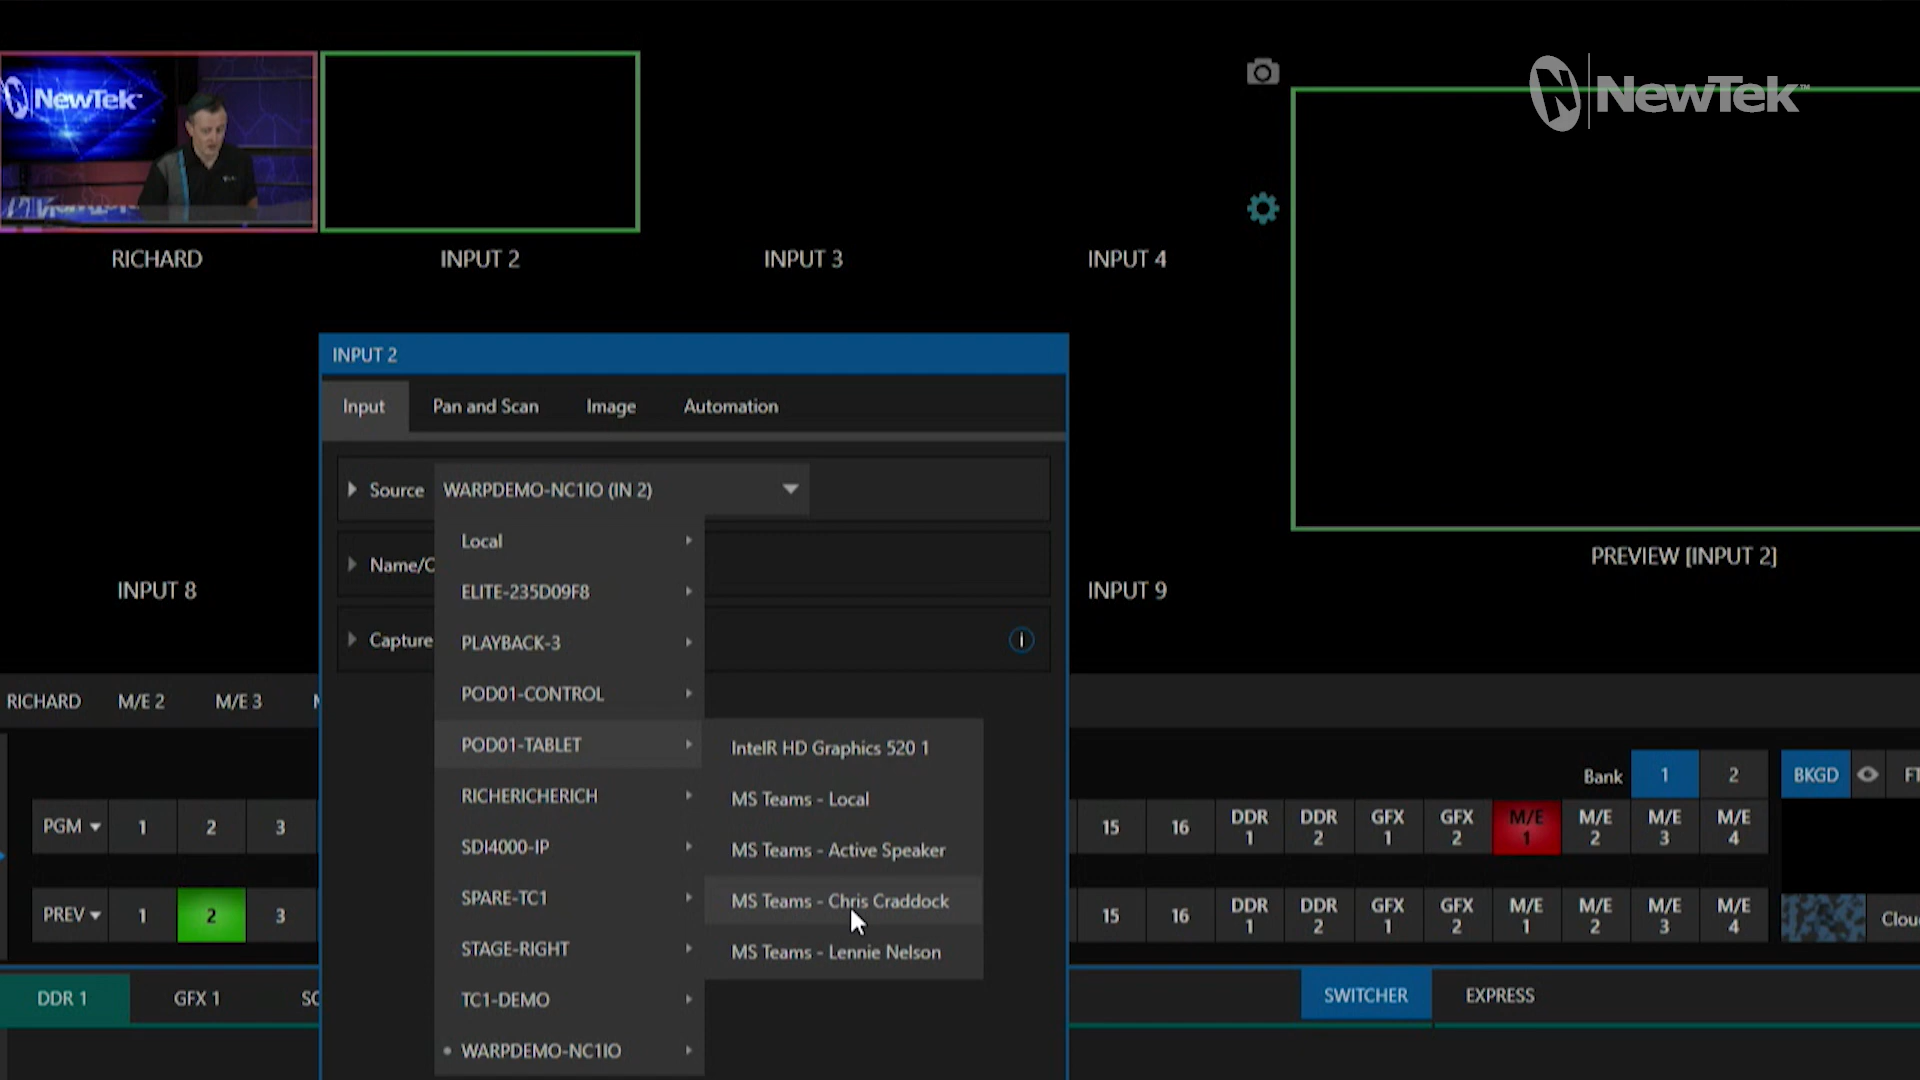 NewTek
NewTek™
RICHARD
INPUT 2
INPUT 3
INPUT 4
INPUT 2
Input
Pan and Scan
Image
Automation
Source
WARPDEMO-NC1IO (IN 2)
Local
Name/C
ELITE-235D09F8
PREVIEW [INPUT 2]
INPUT 8
INPUT 9
PLAYBACK-3
Capture
POD01-CONTROL
RICHARD
M/E 2
M/E 3
POD01-TABLET
IntelR HD Graphics 520 1
RICHERICHERICH
MS Teams - Local
SDI4000-IP
MS Teams - Active Speaker
SPARE-TC1
MS Teams - Chris Craddock
STAGE-RIGHT
MS Teams - Lennie Nelson
TC1-DEMO
WARPDEMO-NC1IO
Bank
1
2
BKGD
FT
PGM
1
2
3
15
16
DDR 1
DDR 2
GFX 1
GFX 2
M/E 1
M/E 2
M/E 3
M/E 4
PREV
1
2
3
15
16
DDR 1
DDR 2
GFX 1
GFX 2
M/E 1
M/E 2
M/E 3
M/E 4
Clou
DDR 1
GFX 1
SC
SWITCHER
EXPRESS